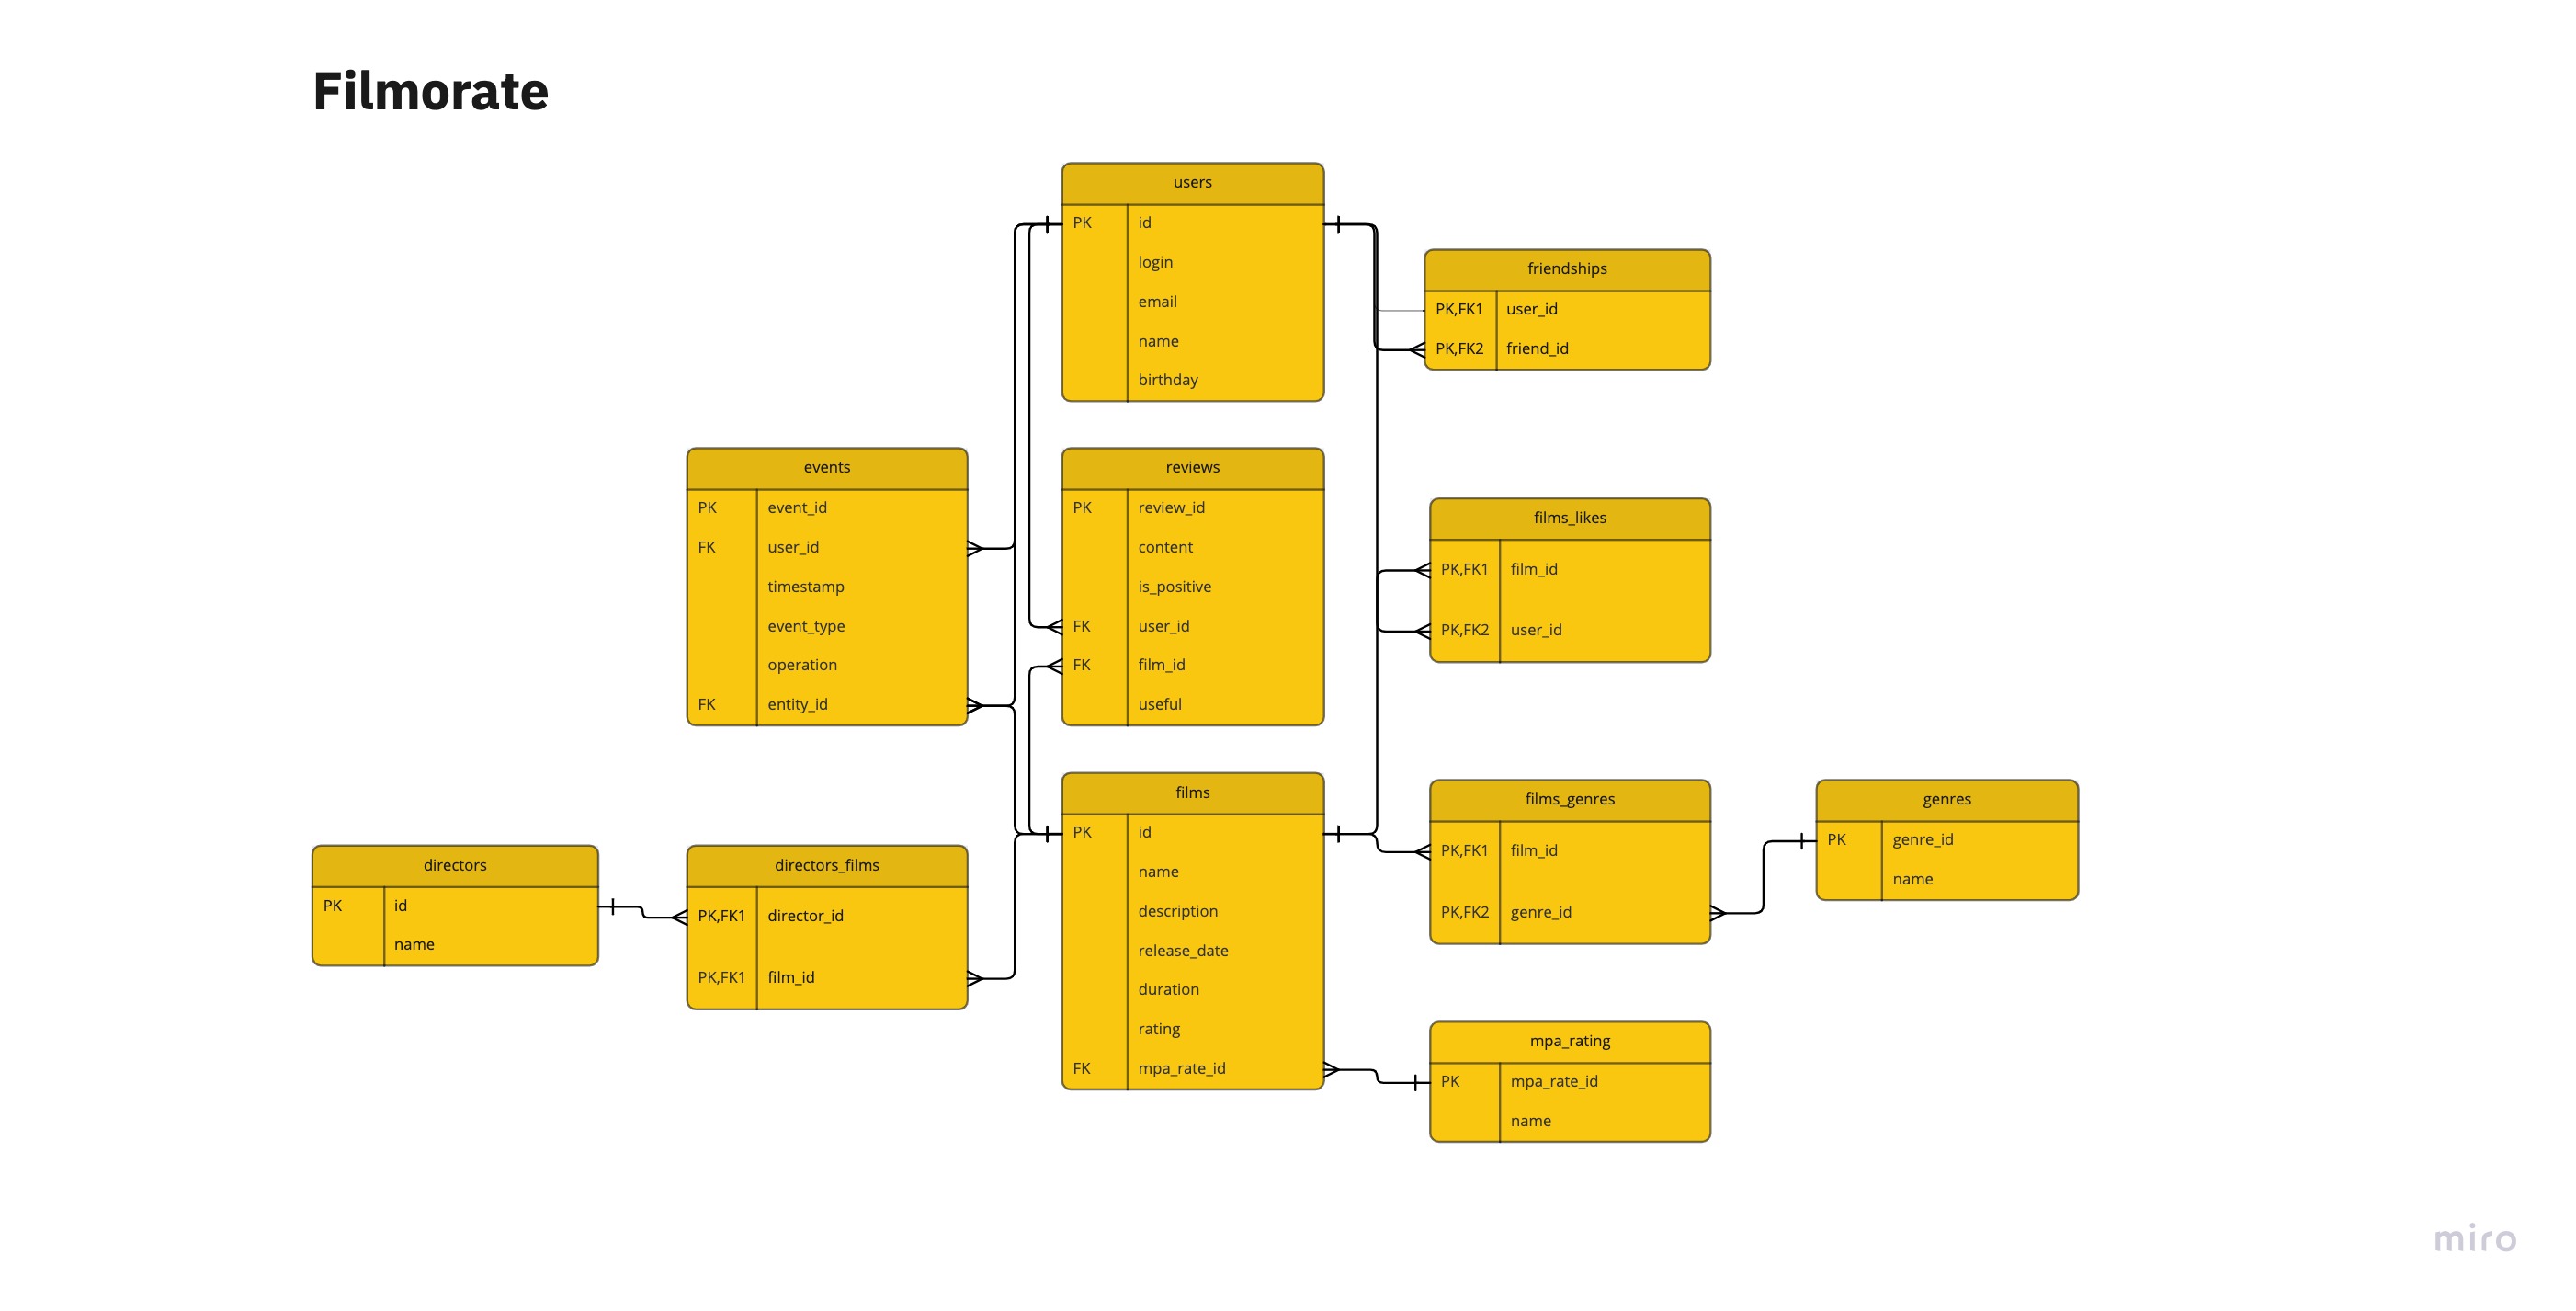 Filmorate
users
PK id
login
email
name
birthday
friendships
PK,FK1 user_id
PK,FK2 friend_id
events
PK event_id
FK user_id
timestamp
event_type
operation
FK entity_id
reviews
PK review_id
content
is_positive
FK user_id
FK film_id
useful
films_likes
PK,FK1 film_id
PK,FK2 user_id
directors
PK id
name
directors_films
PK,FK1 director_id
PK,FK1 film_id
films
PK id
name
description
release_date
duration
rating
FK mpa_rate_id
films_genres
PK,FK1 film_id
PK,FK2 genre_id
genres
PK genre_id
name
mpa_rating
PK mpa_rate_id
name
miro